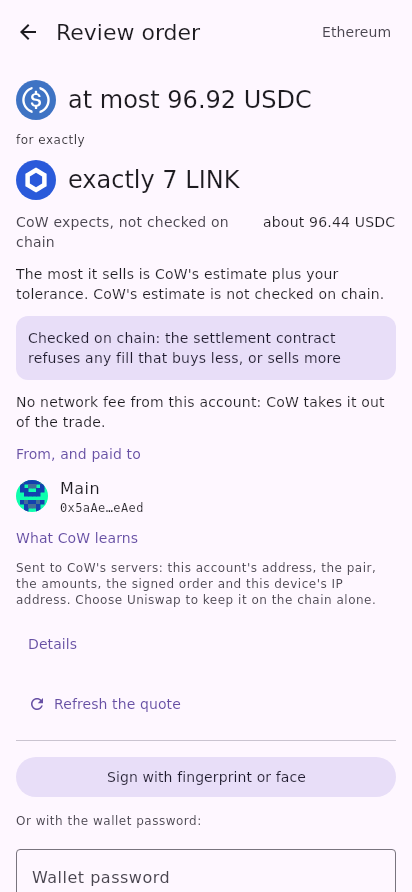 Review order
Ethereum
at most 96.92 USDC
for exactly
exactly 7 LINK
CoW expects, not checked on
chain
about 96.44 USDC
The most it sells is CoW's estimate plus your
tolerance. CoW's estimate is not checked on chain.
Checked on chain: the settlement contract
refuses any fill that buys less, or sells more
No network fee from this account: CoW takes it out
of the trade.
From, and paid to
Main
0x5aAe…eAed
What CoW learns
Sent to CoW's servers: this account's address, the pair,
the amounts, the signed order and this device's IP
address. Choose Uniswap to keep it on the chain alone.
Details
Refresh the quote
Sign with fingerprint or face
Or with the wallet password:
Wallet password